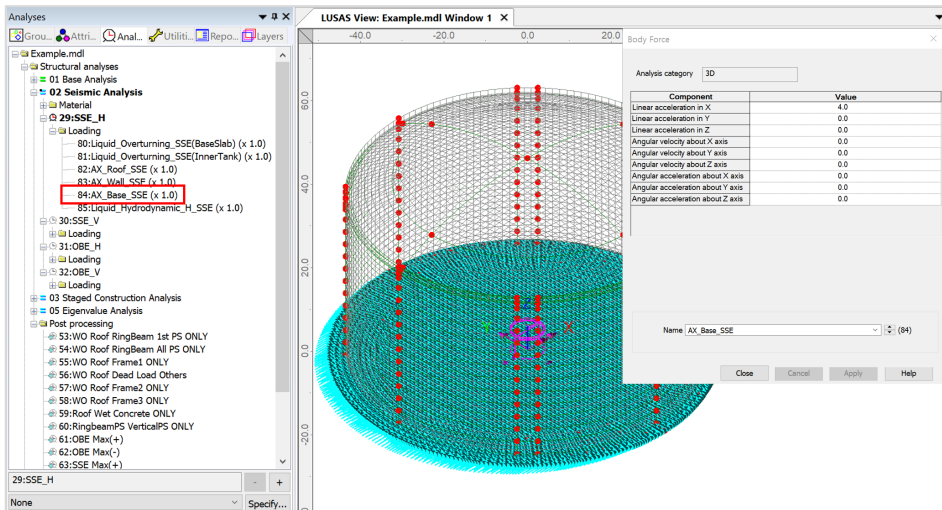 Analyses
Grou... Attri... Anal... Utiliti... Repo... Layers
Example.mdl
Structural analyses
01 Base Analysis
02 Seismic Analysis
Material
29:SSE_H
Loading
80:Liquid_Overturning_SSE(BaseSlab) (x 1.0)
81:Liquid_Overturning_SSE(InnerTank) (x 1.0)
82:AX_Roof_SSE (x 1.0)
83:AX_Wall_SSE (x 1.0)
84:AX_Base_SSE (x 1.0)
85:Liquid_Hydrodynamic_H_SSE (x 1.0)
30:SSE_V
Loading
31:OBE_H
Loading
32:OBE_V
Loading
03 Staged Construction Analysis
05 Eigenvalue Analysis
Post processing
53:WO Roof RingBeam 1st PS ONLY
54:WO Roof RingBeam All PS ONLY
55:WO Roof Frame1 ONLY
56:WO Roof Dead Load Others
57:WO Roof Frame2 ONLY
58:WO Roof Frame3 ONLY
59:Roof Wet Concrete ONLY
60:RingbeamPS VerticalPS ONLY
61:OBE Max(+)
62:OBE Max(-)
63:SSE Max(+)
29:SSE_H
- +
None
Specify...
LUSAS View: Example.mdl Window 1 X
-40.0 -20.0 0.0 20.0
60.0
40.0
20.0
0.0
-20.0
Y Z X
Body Force
Analysis category 3D
Component Value
Linear acceleration in X 4.0
Linear acceleration in Y 0.0
Linear acceleration in Z 0.0
Angular velocity about X axis 0.0
Angular velocity about Y axis 0.0
Angular velocity about Z axis 0.0
Angular acceleration about X axis 0.0
Angular acceleration about Y axis 0.0
Angular acceleration about Z axis 0.0
Name AX_Base_SSE (84)
Close Cancel Apply Help